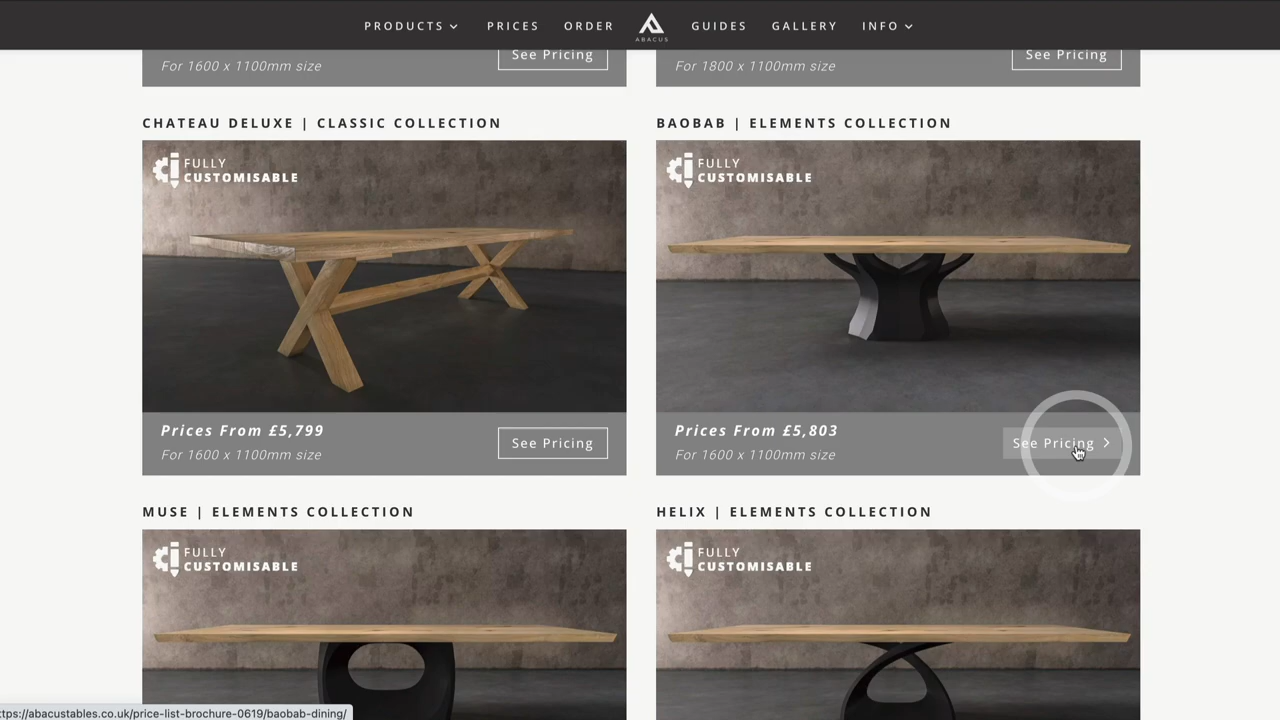 PRODUCTS PRICES ORDER ABACUS GUIDES GALLERY INFO
For 1600 x 1100mm size
See Pricing
For 1800 x 1100mm size
See Pricing
CHATEAU DELUXE | CLASSIC COLLECTION
FULLY
CUSTOMISABLE
Prices From £5,799
For 1600 x 1100mm size
See Pricing
BAOBAB | ELEMENTS COLLECTION
FULLY
CUSTOMISABLE
Prices From £5,803
For 1600 x 1100mm size
See Pricing
MUSE | ELEMENTS COLLECTION
FULLY
CUSTOMISABLE
HELIX | ELEMENTS COLLECTION
FULLY
CUSTOMISABLE
ttps://abacustables.co.uk/price-list-brochure-0619/baobab-dining/